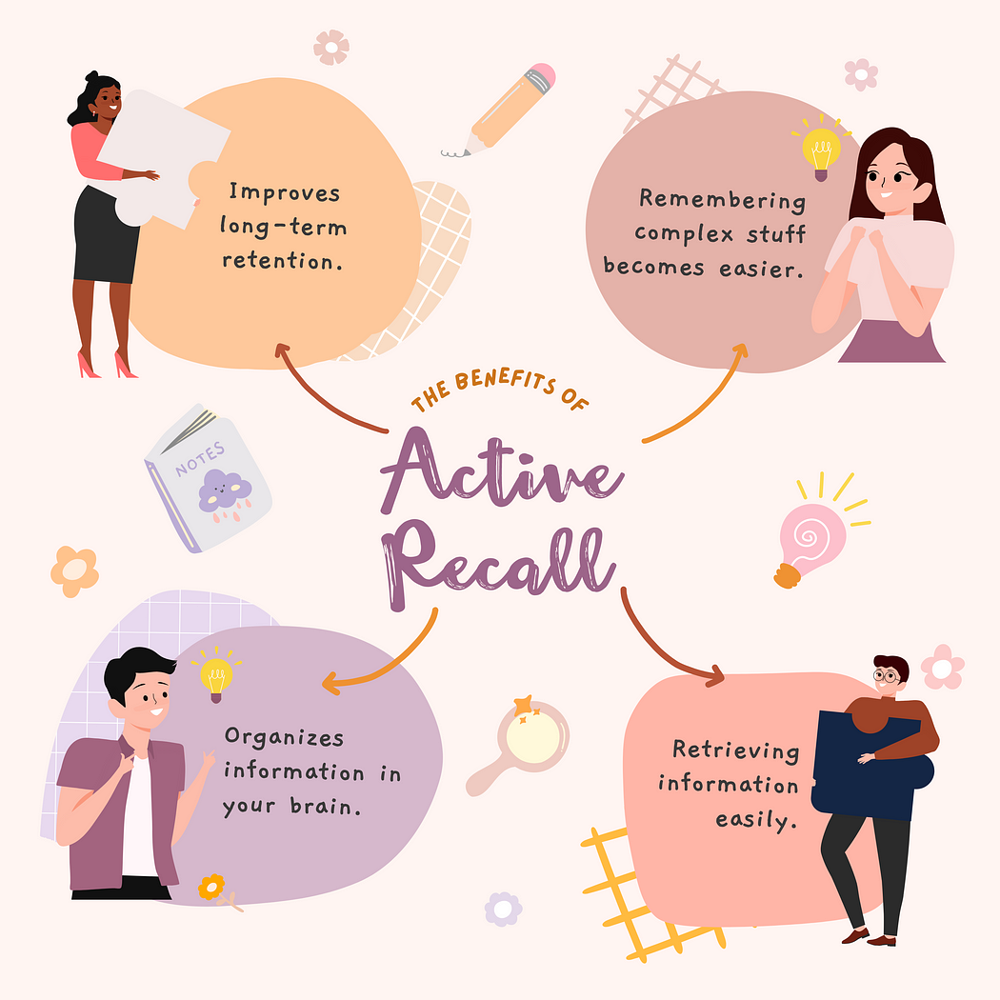 Improves
long-term
retention.
Remembering
complex stuff
becomes easier.
THE BENEFITS OF
Active
Recall
NOTES
Organizes
information in
your brain.
Retrieving
information
easily.